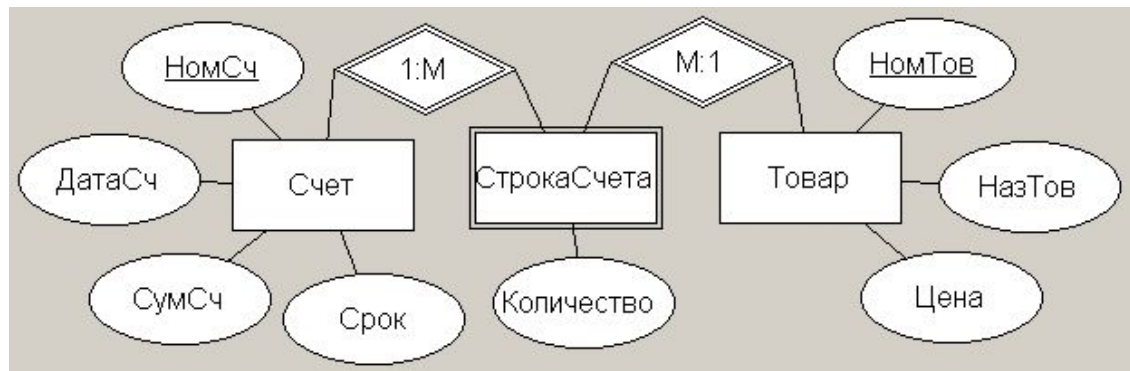 НомСч
1:М
М:1
НомТов
ДатаСч
Счет
СтрокаСчета
Товар
НазТов
СумСч
Срок
Количество
Цена